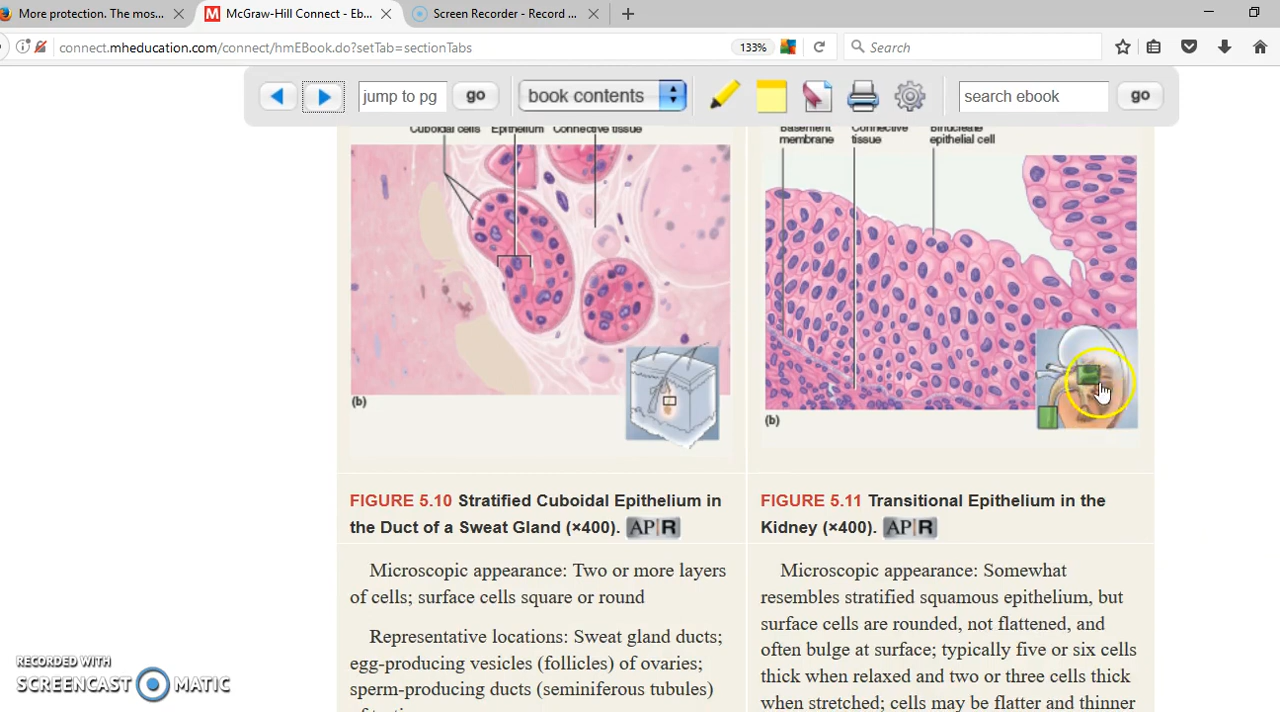 More protection. The mos...
McGraw-Hill Connect - Eb...
Screen Recorder - Record ...
connect.mheducation.com/connect/hmEBook.do?setTab=sectionTabs
133%
Search
jump to pg
go
book contents
search ebook
go
Cuboidal cells Epithelium Connective tissue
Basement membrane
Connective tissue
Binucleate epithelial cell
(b)
(b)
FIGURE 5.10 Stratified Cuboidal Epithelium in
the Duct of a Sweat Gland (×400). AP|R
Microscopic appearance: Two or more layers
of cells; surface cells square or round
Representative locations: Sweat gland ducts;
egg-producing vesicles (follicles) of ovaries;
sperm-producing ducts (seminiferous tubules)
FIGURE 5.11 Transitional Epithelium in the
Kidney (×400). AP|R
Microscopic appearance: Somewhat
resembles stratified squamous epithelium, but
surface cells are rounded, not flattened, and
often bulge at surface; typically five or six cells
thick when relaxed and two or three cells thick
when stretched; cells may be flatter and thinner
RECORDED WITH
SCREENCAST MATIC